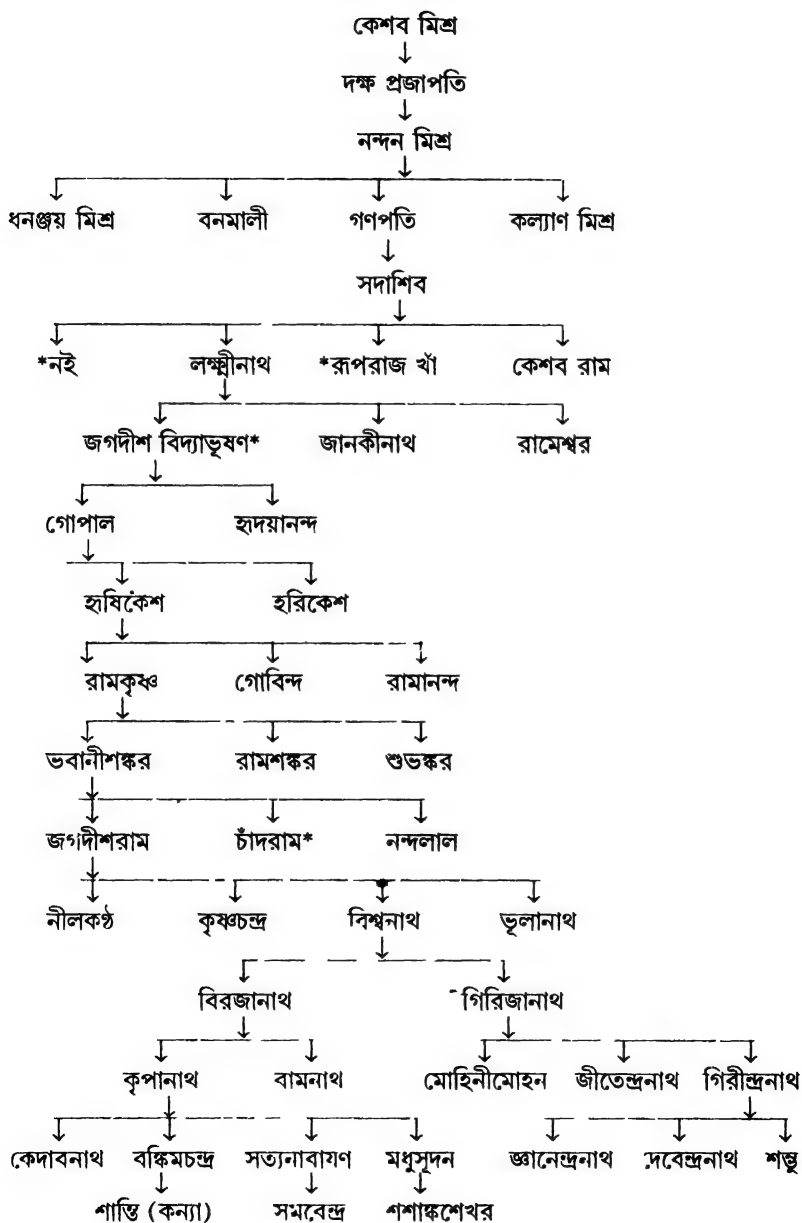 কেশব মিশ্র
দক্ষ প্রজাপতি
নন্দন মিশ্র
ধনঞ্জয় মিশ্র বনমালী গণপতি কল্যাণ মিশ্র
সদাশিব
*নই লক্ষ্মীনাথ *রূপরাজ খাঁ কেশব রাম
জগদীশ বিদ্যাভূষণ* জানকীনাথ রামেশ্বর
গোপাল হৃদয়ানন্দ
হৃষিকেশ হরিকেশ
রামকৃষ্ণ গোবিন্দ রামানন্দ
ভবানীশঙ্কর রামশঙ্কর শুভঙ্কর
জগদীশরাম চাঁদরাম* নন্দলাল
নীলকণ্ঠ কৃষ্ণচন্দ্র বিশ্বনাথ ভূলানাথ
বিরজানাথ গিরিজানাথ
কৃপানাথ বামনাথ মোহিনীমোহন জীতেন্দ্রনাথ গিরীন্দ্রনাথ
কেদাবনাথ বঙ্কিমচন্দ্র সত্যনাবাযণ মধুসূদন জ্ঞানেন্দ্রনাথ দেবেন্দ্রনাথ শম্ভু
শান্তি (কন্যা) সমবেন্দ্র শশাঙ্কশেখর